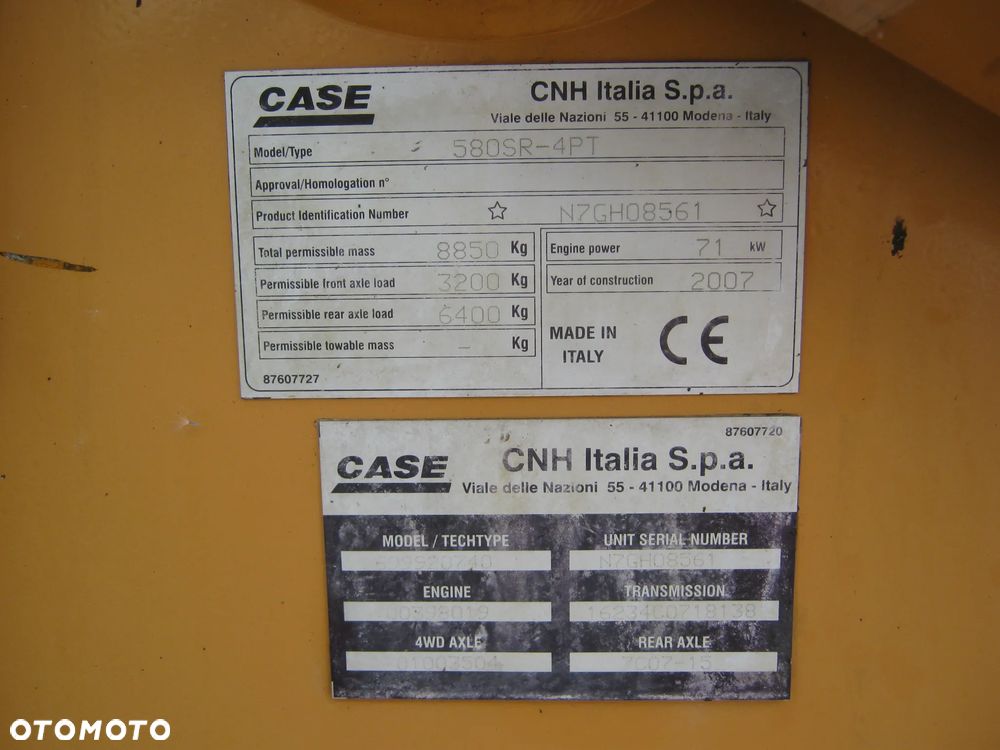 CASE
CNH Italia S.p.a.
Viale delle Nazioni 55 - 41100 Modena - Italy
Model/Type 580SR-4PT
Approval/Homologation n°
Product Identification Number ☆ N7GH08561 ☆
Total permissible mass 8850 Kg
Permissible front axle load 3200 Kg
Permissible rear axle load 6400 Kg
Permissible towable mass - Kg
Engine power 71 kW
Year of construction 2007
MADE IN
ITALY
CE
87607727
87607720
CASE
CNH Italia S.p.a.
Viale delle Nazioni 55 - 41100 Modena - Italy
MODEL / TECHTYPE
UNIT SERIAL NUMBER
N7GH08561
ENGINE
TRANSMISSION
4WD AXLE
REAR AXLE
01003504
7C07-15
OTOMOTO